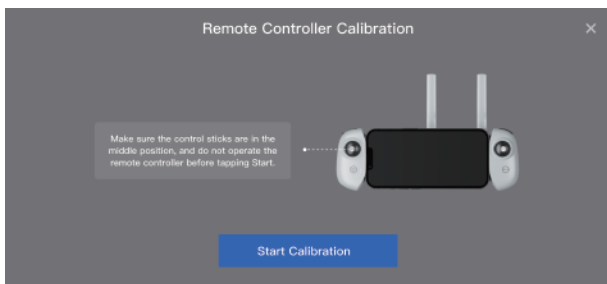 Remote Controller Calibration
Make sure the control sticks are in the
middle position, and do not operate the
remote controller before tapping Start.
Start Calibration